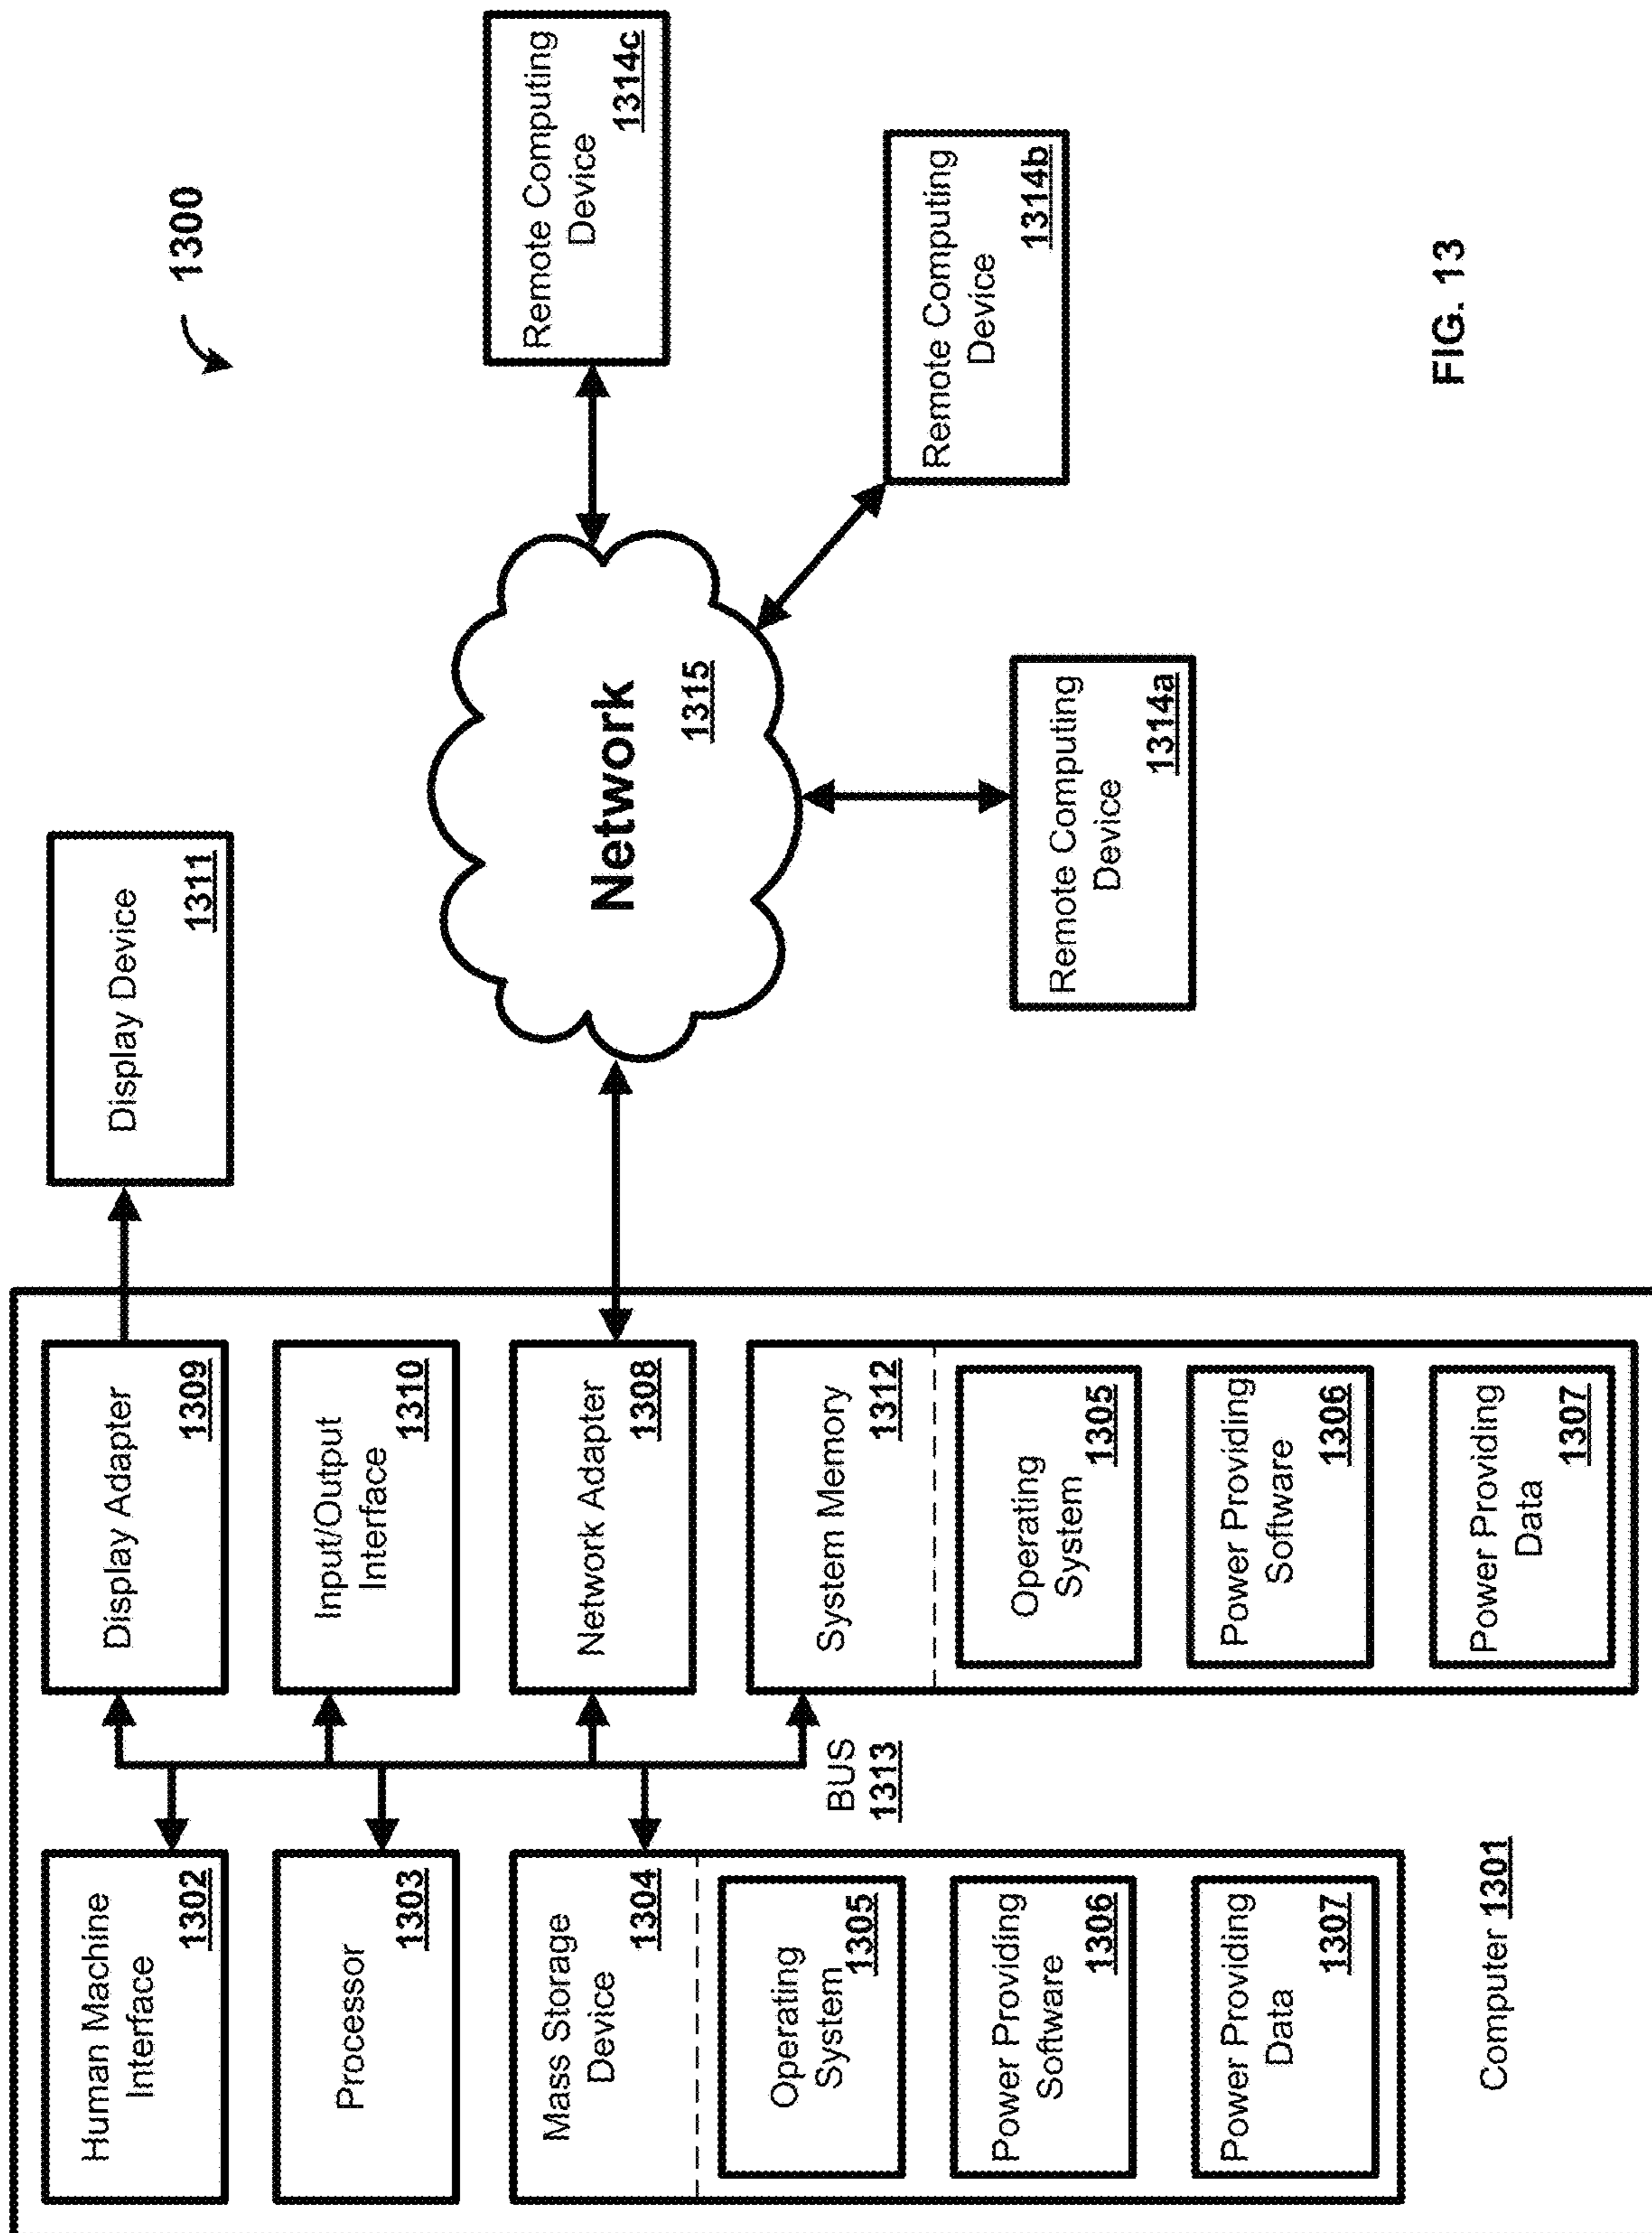 1300
Human Machine
Interface
1302
Processor
1303
Mass Storage
Device
1304
Operating
System
1305
Power Providing
Software
1306
Power Providing
Data
1307
Computer 1301
BUS
1313
Display Adapter
1309
Input/Output
Interface
1310
Network Adapter
1308
System Memory
1312
Operating
System
1305
Power Providing
Software
1306
Power Providing
Data
1307
Display Device
1311
Network
1315
Remote Computing
Device
1314a
Remote Computing
Device
1314b
Remote Computing
Device
1314c
FIG. 13